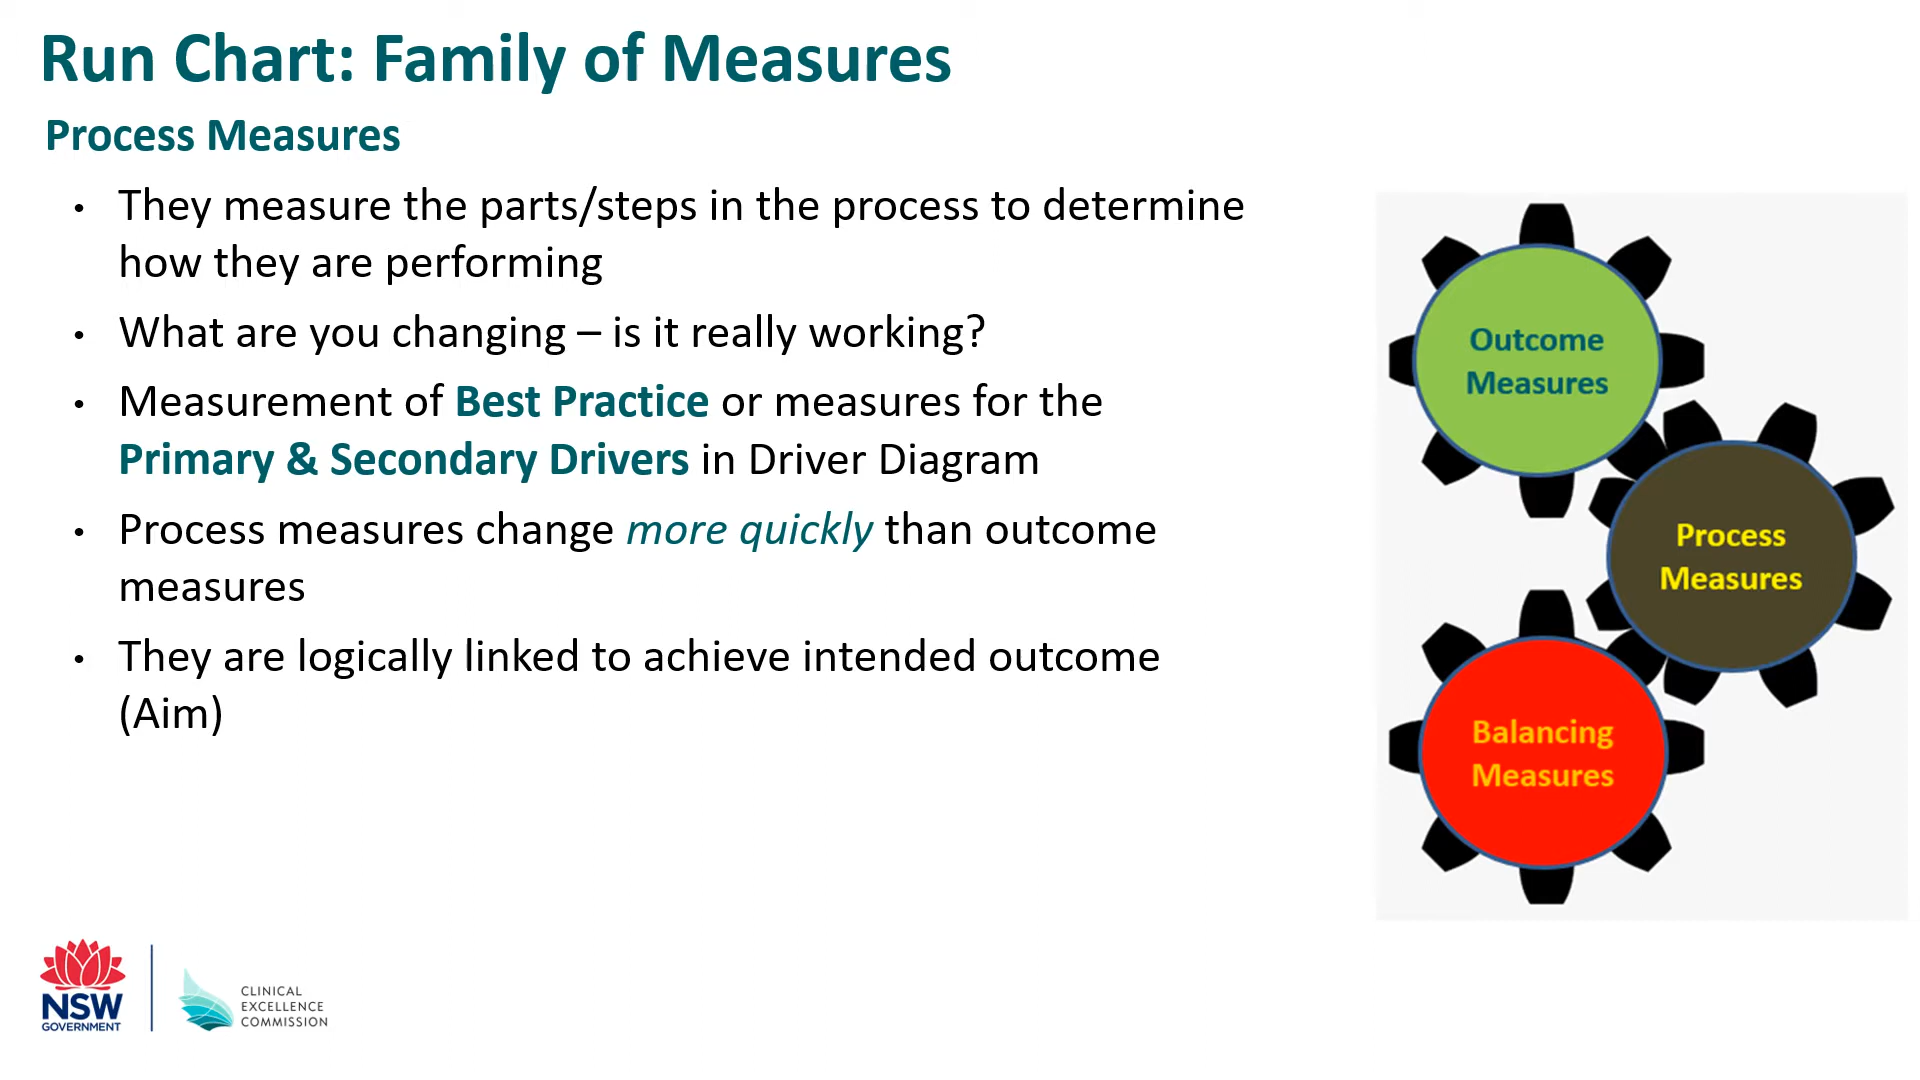 Run Chart: Family of Measures
Process Measures
• They measure the parts/steps in the process to determine
how they are performing
• What are you changing – is it really working?
• Measurement of Best Practice or measures for the
Primary & Secondary Drivers in Driver Diagram
• Process measures change more quickly than outcome
measures
• They are logically linked to achieve intended outcome
(Aim)
Outcome
Measures
Process
Measures
Balancing
Measures
NSW
GOVERNMENT
CLINICAL
EXCELLENCE
COMMISSION